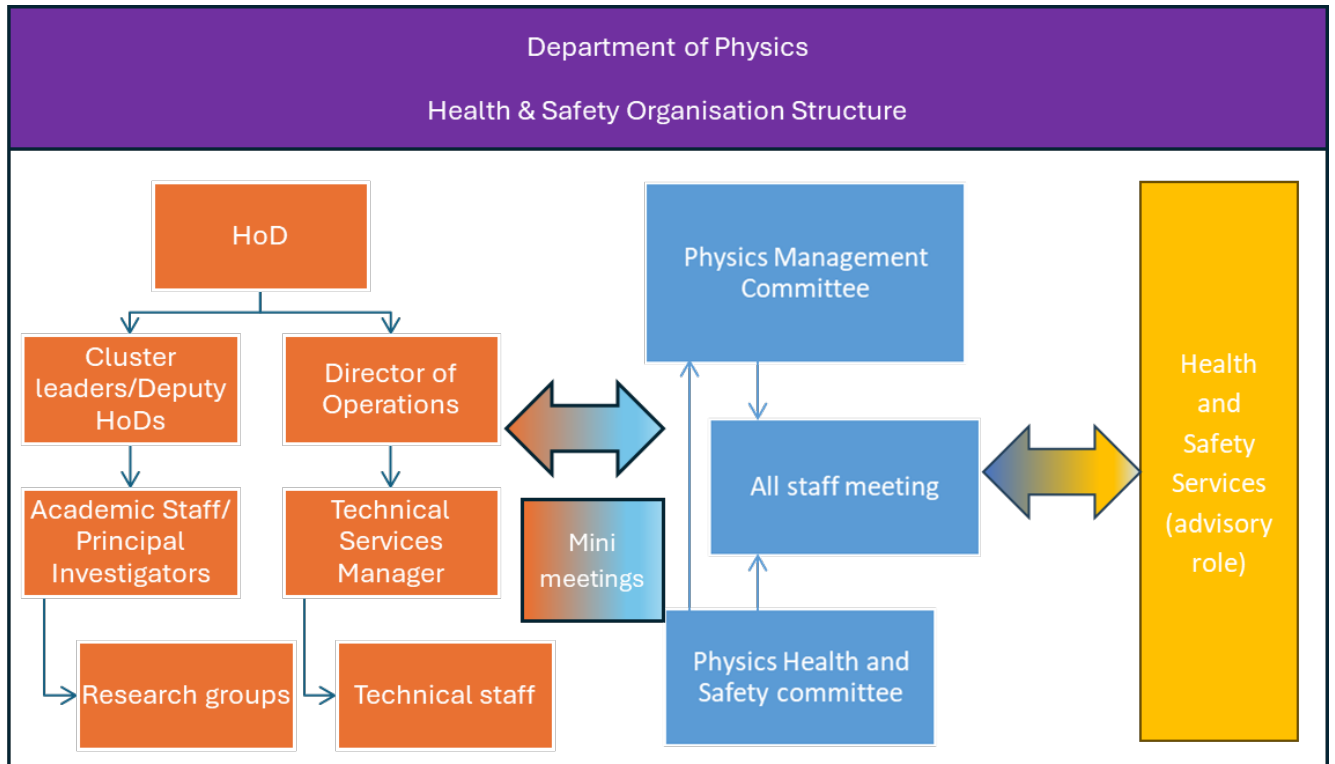 Department of Physics
Health & Safety Organisation Structure
HoD
Cluster
leaders/Deputy
HoDs
Director of
Operations
Academic Staff/
Principal
Investigators
Technical
Services
Manager
Research groups
Technical staff
Mini
meetings
Physics Management
Committee
All staff meeting
Physics Health and
Safety committee
Health
and
Safety
Services
(advisory
role)